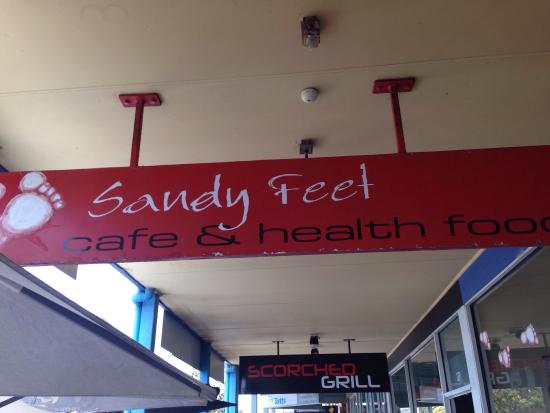 Sandy Feet
cafe & health foo
SCORCHED
GRILL